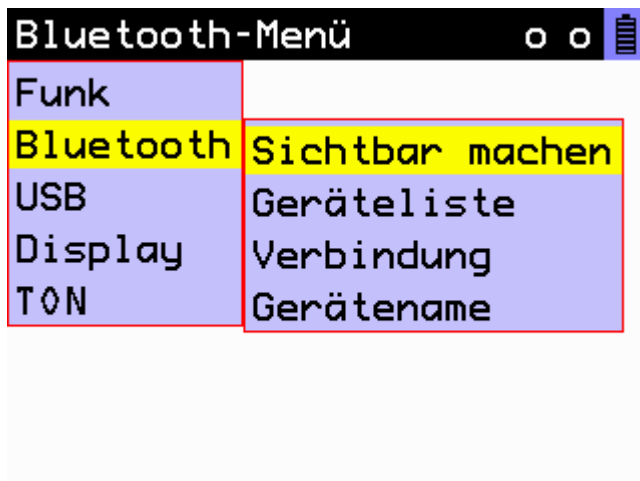 Bluetooth-Menü o o
Funk
Bluetooth
USB
Display
TON
Sichtbar machen
Geräteliste
Verbindung
Gerätename